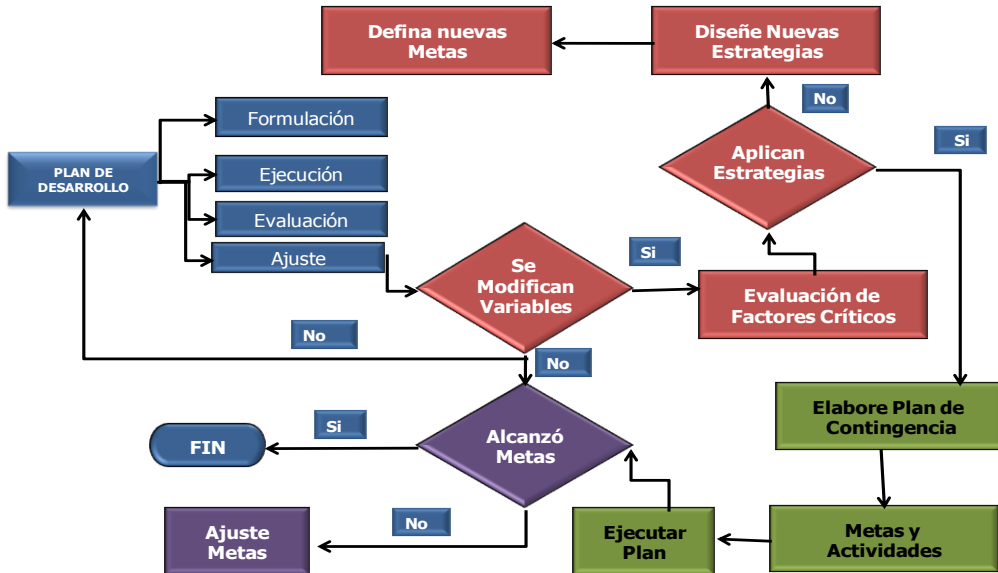 Defina nuevas
Metas
Diseñe Nuevas
Estrategias
No
Si
Formulación
PLAN DE
DESARROLLO
Ejecución
Evaluación
Ajuste
Aplican
Estrategias
Se
Modifican
Variables
Si
Evaluación de
Factores Críticos
No
No
Elabore Plan de
Contingencia
Si
FIN
Alcanzó
Metas
No
Ajuste
Metas
Ejecutar
Plan
Metas y
Actividades